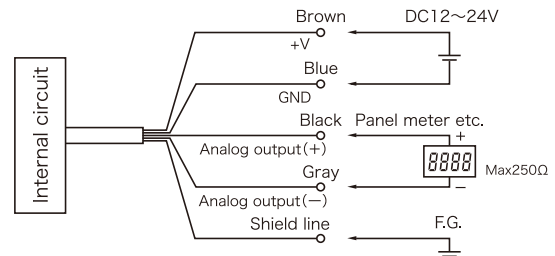 Brown
DC12～24V
+V
Blue
GND
Internal circuit
Black
Panel meter etc.
Analog output(+)
+
8888
Max250Ω
Gray
Analog output(−)
−
Shield line
F.G.